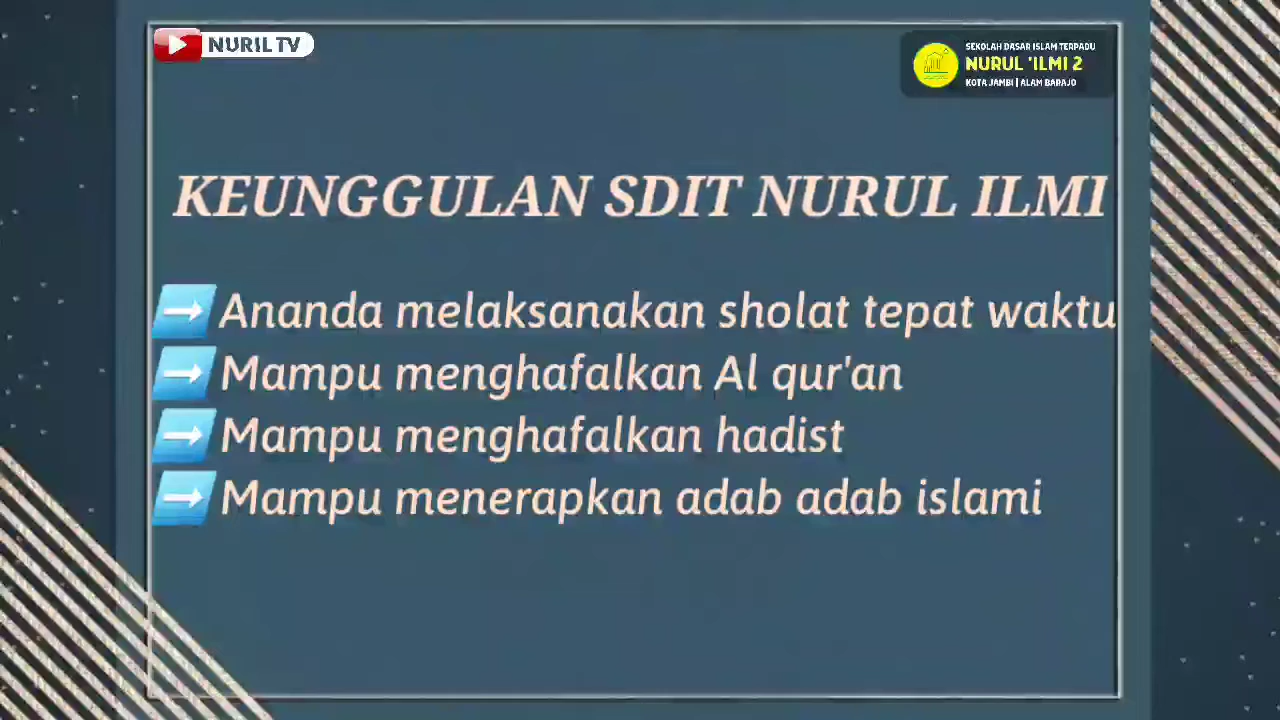 NURIL TV
SEKOLAH DASAR ISLAM TERPADU
NURUL 'ILMI 2
KOTA JAMBI | ALAM BARAJO
KEUNGGULAN SDIT NURUL ILMI
Ananda melaksanakan sholat tepat waktu
Mampu menghafalkan Al qur'an
Mampu menghafalkan hadist
Mampu menerapkan adab adab islami